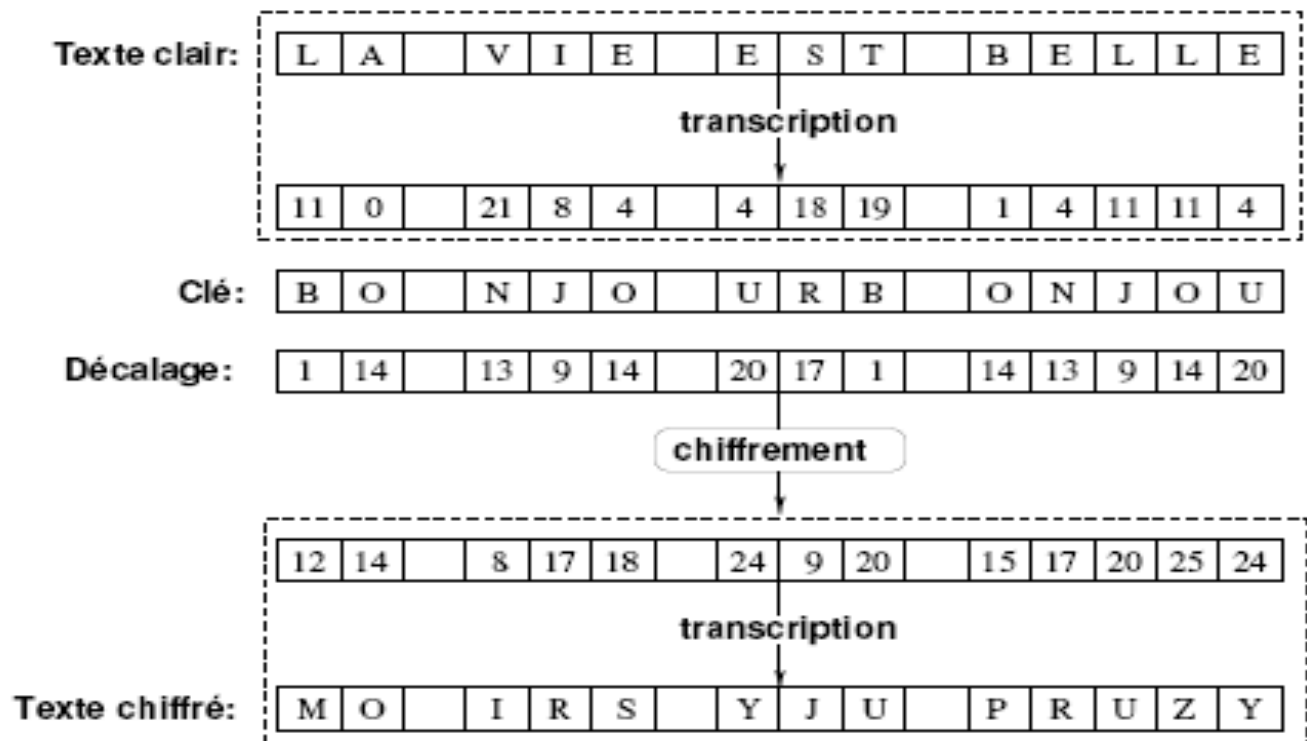 Texte clair: L A V I E E S T B E L L E
transcription
11 0 21 8 4 4 18 19 1 4 11 11 4
Clé: B O N J O U R B O N J O U
Décalage: 1 14 13 9 14 20 17 1 14 13 9 14 20
chiffrement
12 14 8 17 18 24 9 20 15 17 20 25 24
transcription
Texte chiffré: M O I R S Y J U P R U Z Y